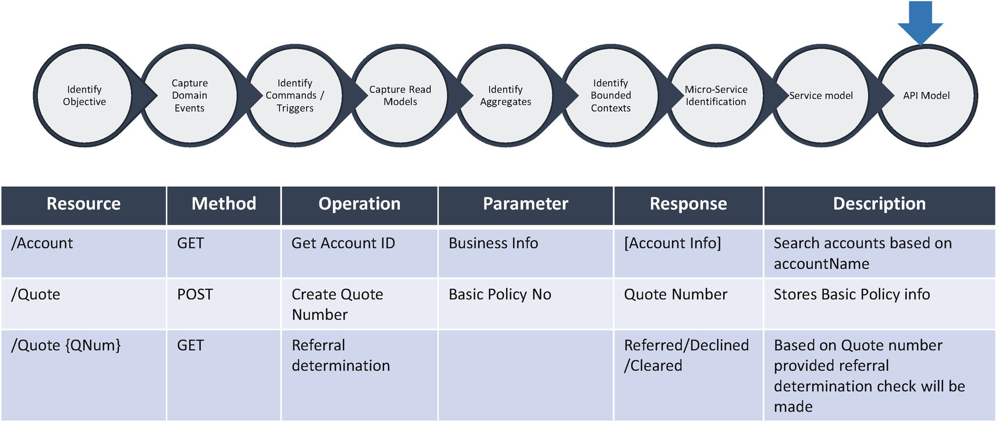 Identify
Objective
Capture
Domain
Events
Identify
Commands /
Triggers
Capture Read
Models
Identify
Aggregates
Identify
Bounded
Contexts
Micro-Service
Identification
Service model
API Model
Resource Method Operation Parameter Response Description
/Account GET Get Account ID Business Info [Account Info] Search accounts based on
accountName
/Quote POST Create Quote Basic Policy No Quote Number Stores Basic Policy info
Number
/Quote {QNum} GET Referral Referred/Declined Based on Quote number
determination /Cleared provided referral
determination check will be
made